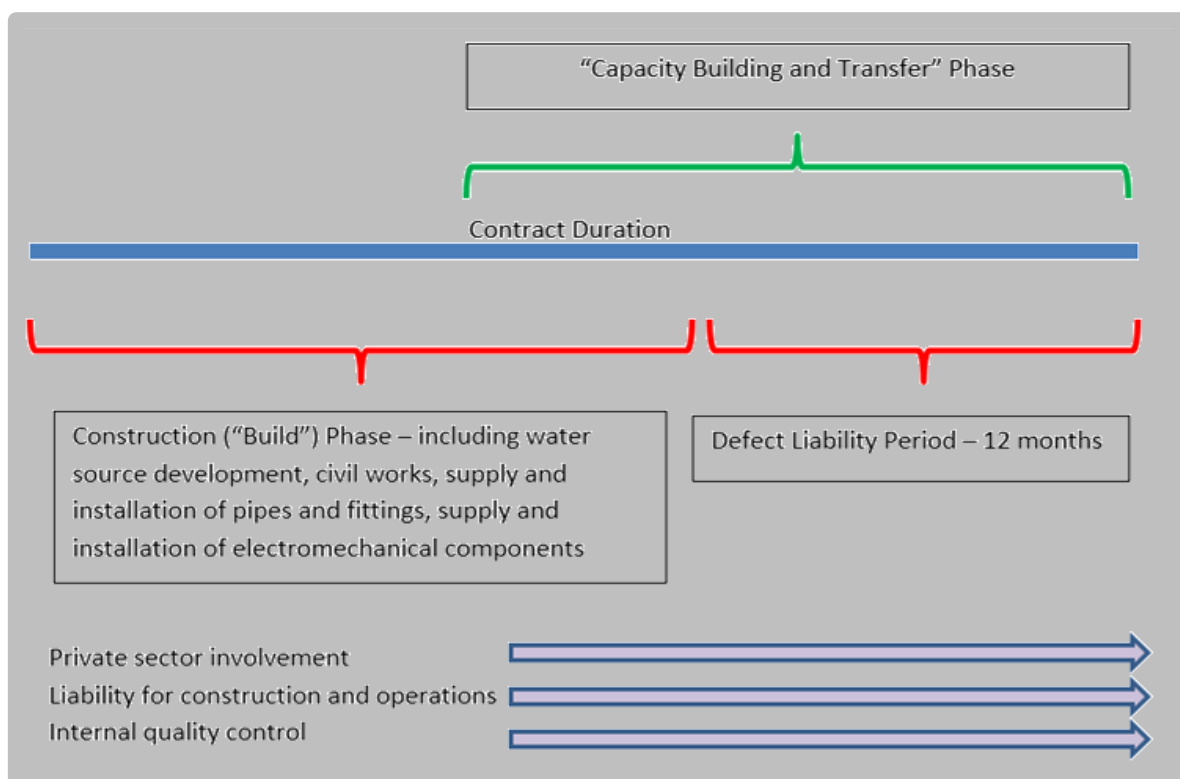 “Capacity Building and Transfer” Phase
Contract Duration
Construction (“Build”) Phase – including water
source development, civil works, supply and
installation of pipes and fittings, supply and
installation of electromechanical components
Defect Liability Period – 12 months
Private sector involvement
Liability for construction and operations
Internal quality control